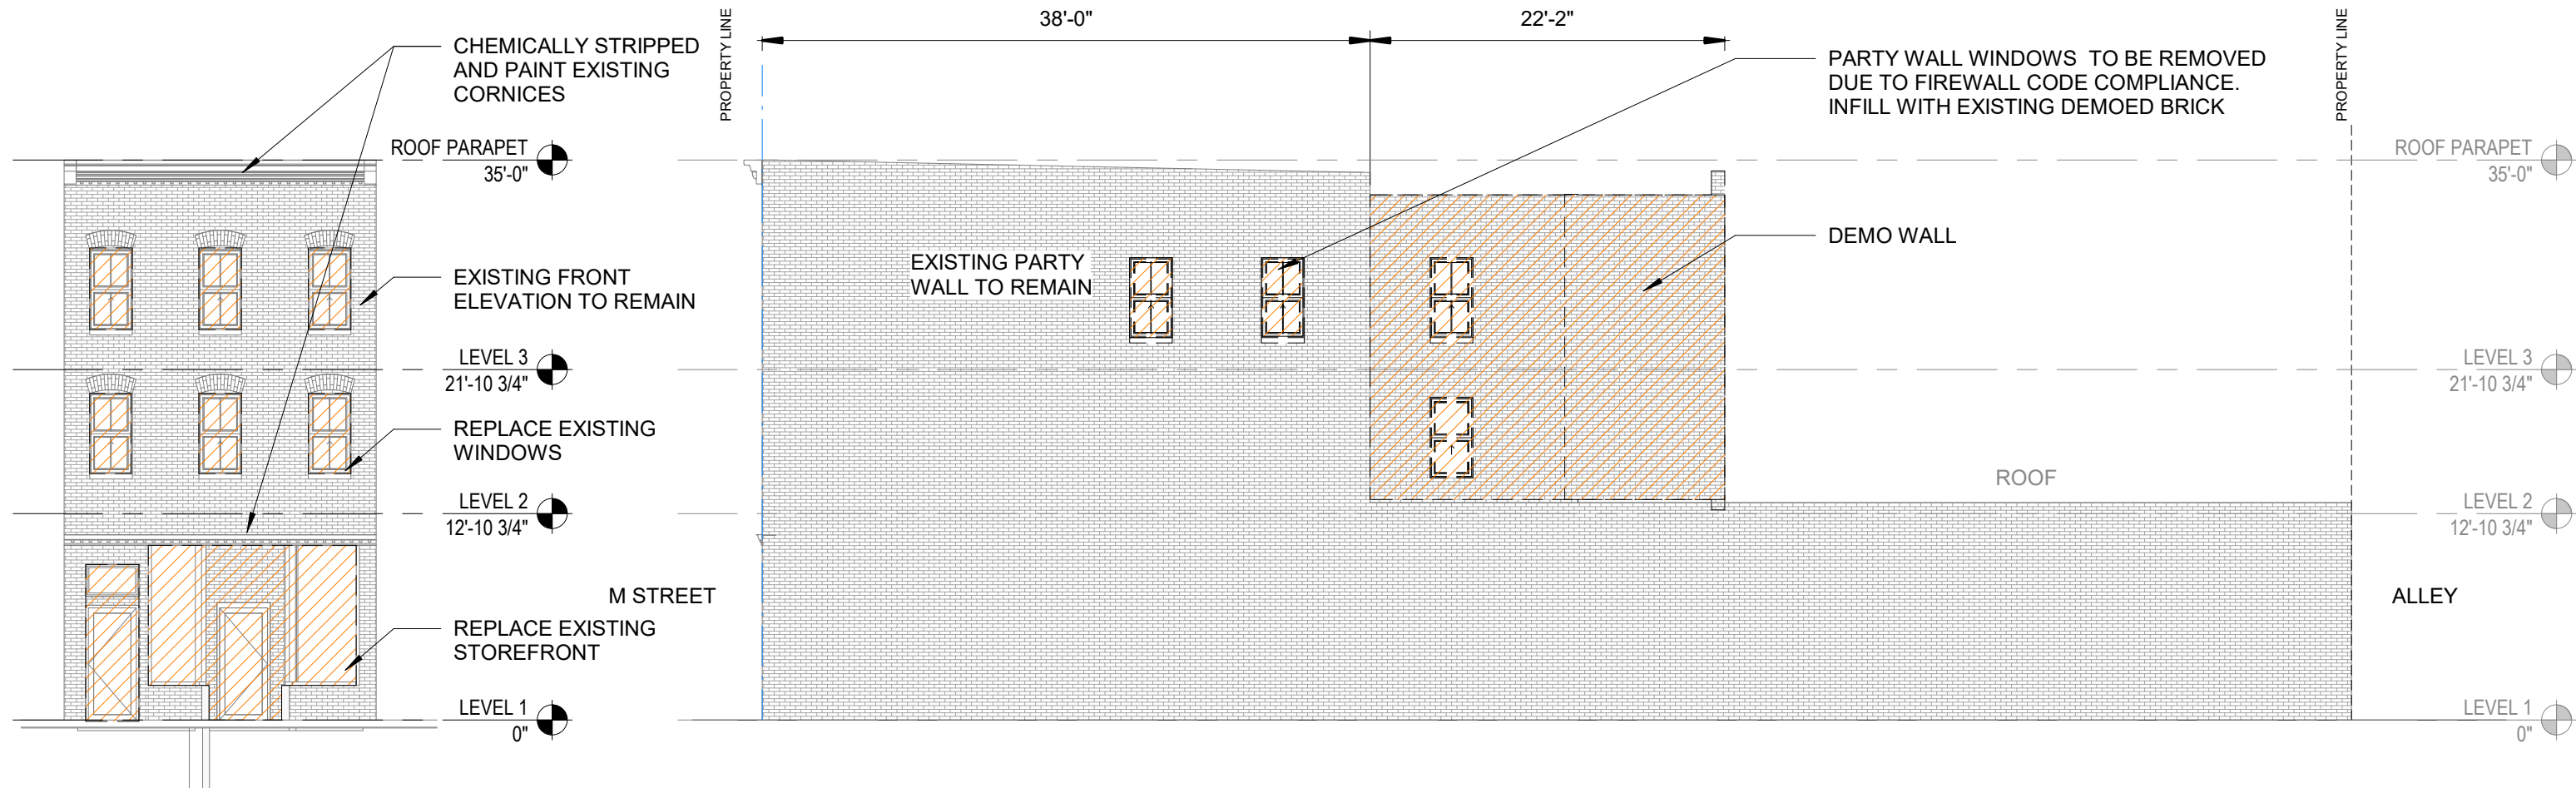 38'-0"
22'-2"
PROPERTY LINE
PROPERTY LINE
CHEMICALLY STRIPPED
AND PAINT EXISTING
CORNICES
PARTY WALL WINDOWS  TO BE REMOVED
DUE TO FIREWALL CODE COMPLIANCE.
INFILL WITH EXISTING DEMOED BRICK
ROOF PARAPET
35'-0"
ROOF PARAPET
35'-0"
EXISTING FRONT
ELEVATION TO REMAIN
EXISTING PARTY
WALL TO REMAIN
DEMO WALL
LEVEL 3
21'-10 3/4"
LEVEL 3
21'-10 3/4"
REPLACE EXISTING
WINDOWS
ROOF
LEVEL 2
12'-10 3/4"
LEVEL 2
12'-10 3/4"
M STREET
ALLEY
REPLACE EXISTING
STOREFRONT
LEVEL 1
0"
LEVEL 1
0"